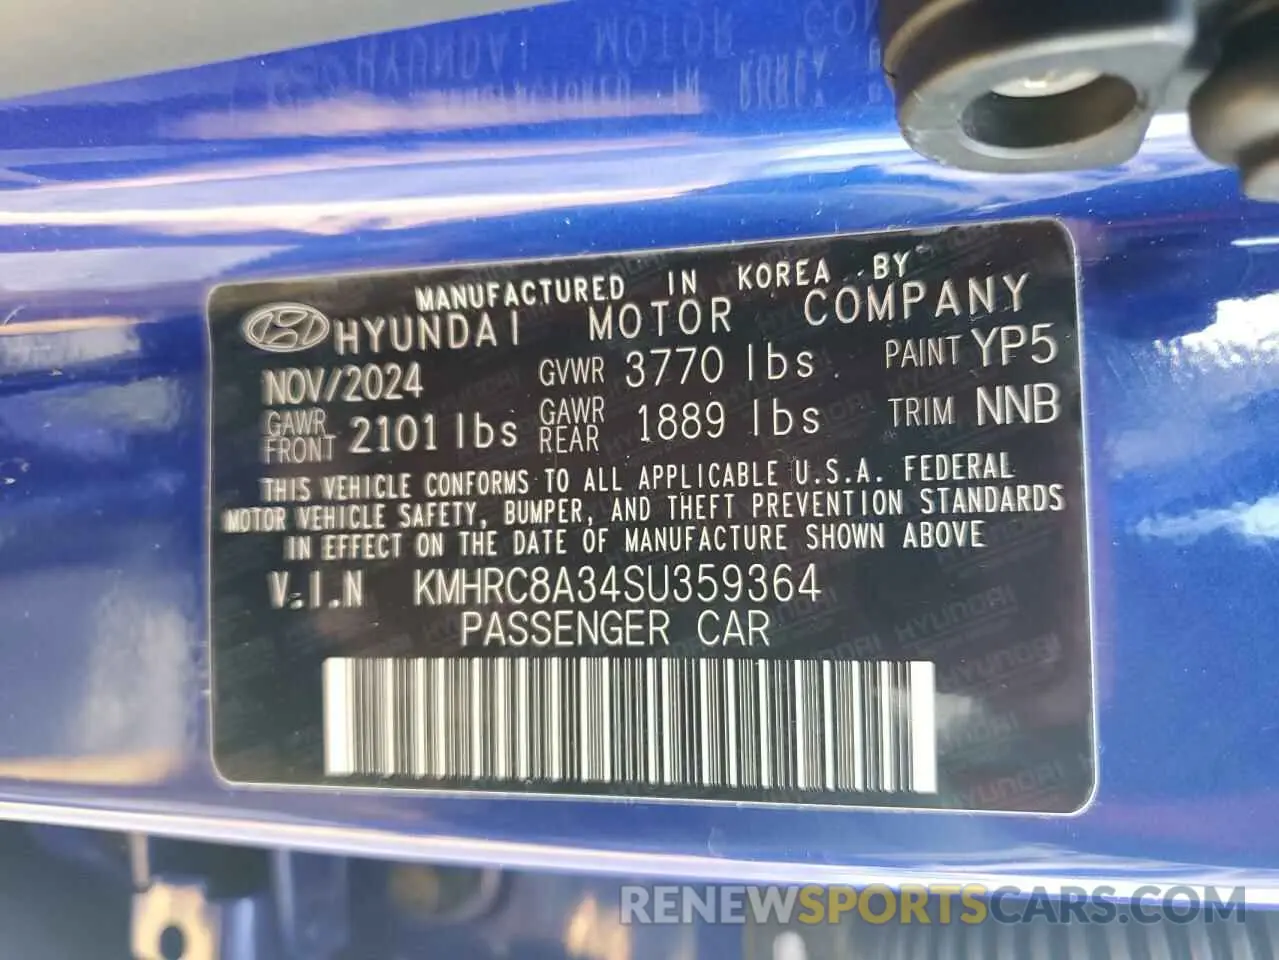 MANUFACTURED IN KOREA BY
HYUNDAI MOTOR COMPANY
NOV/2024 GVWR 3770 lbs PAINT YP5
GAWR FRONT 2101 lbs GAWR REAR 1889 lbs TRIM NNB
THIS VEHICLE CONFORMS TO ALL APPLICABLE U.S.A. FEDERAL
MOTOR VEHICLE SAFETY, BUMPER, AND THEFT PREVENTION STANDARDS
IN EFFECT ON THE DATE OF MANUFACTURE SHOWN ABOVE
V.I.N KMHRC8A34SU359364
PASSENGER CAR
RENEWSPORTSCARS.COM